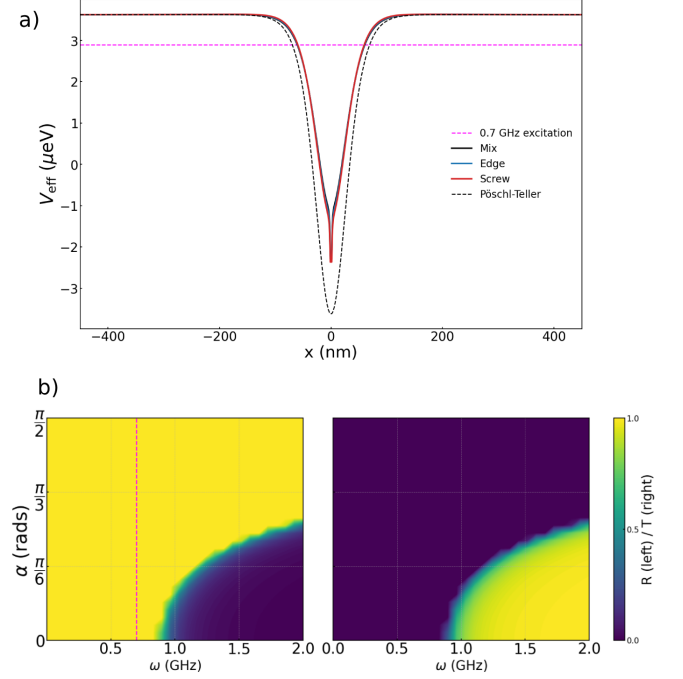 a)
3
2
1
0
−1
−2
−3
V_eff (μeV)
−400
−200
0
200
400
x (nm)
0.7 GHz excitation
Mix
Edge
Screw
Pöschl-Teller
b)
π/2
π/3
π/6
0
α (rads)
0.5
1.0
1.5
2.0
ω (GHz)
0.0
0.5
1.0
1.5
2.0
ω (GHz)
1.0
0.5
0.0
R (left) / T (right)